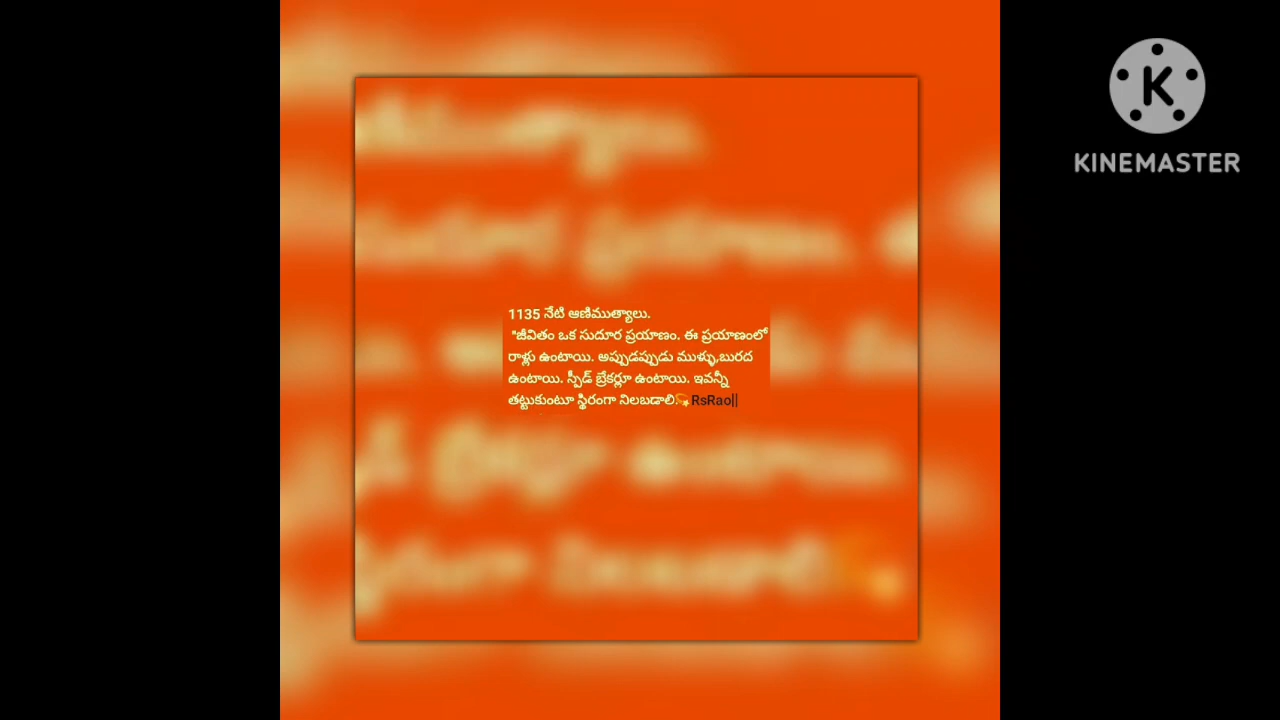 1135 నేటి ఆణిముత్యాలు.
"జీవితం ఒక సుదూర ప్రయాణం. ఈ ప్రయాణంలో
రాళ్లు ఉంటాయి. అప్పుడప్పుడు ముళ్ళు,బురద
ఉంటాయి. స్పీడ్ బ్రేకర్లూ ఉంటాయి. ఇవన్నీ
తట్టుకుంటూ స్థిరంగా నిలబడాలి💫RsRao||
KINEMASTER